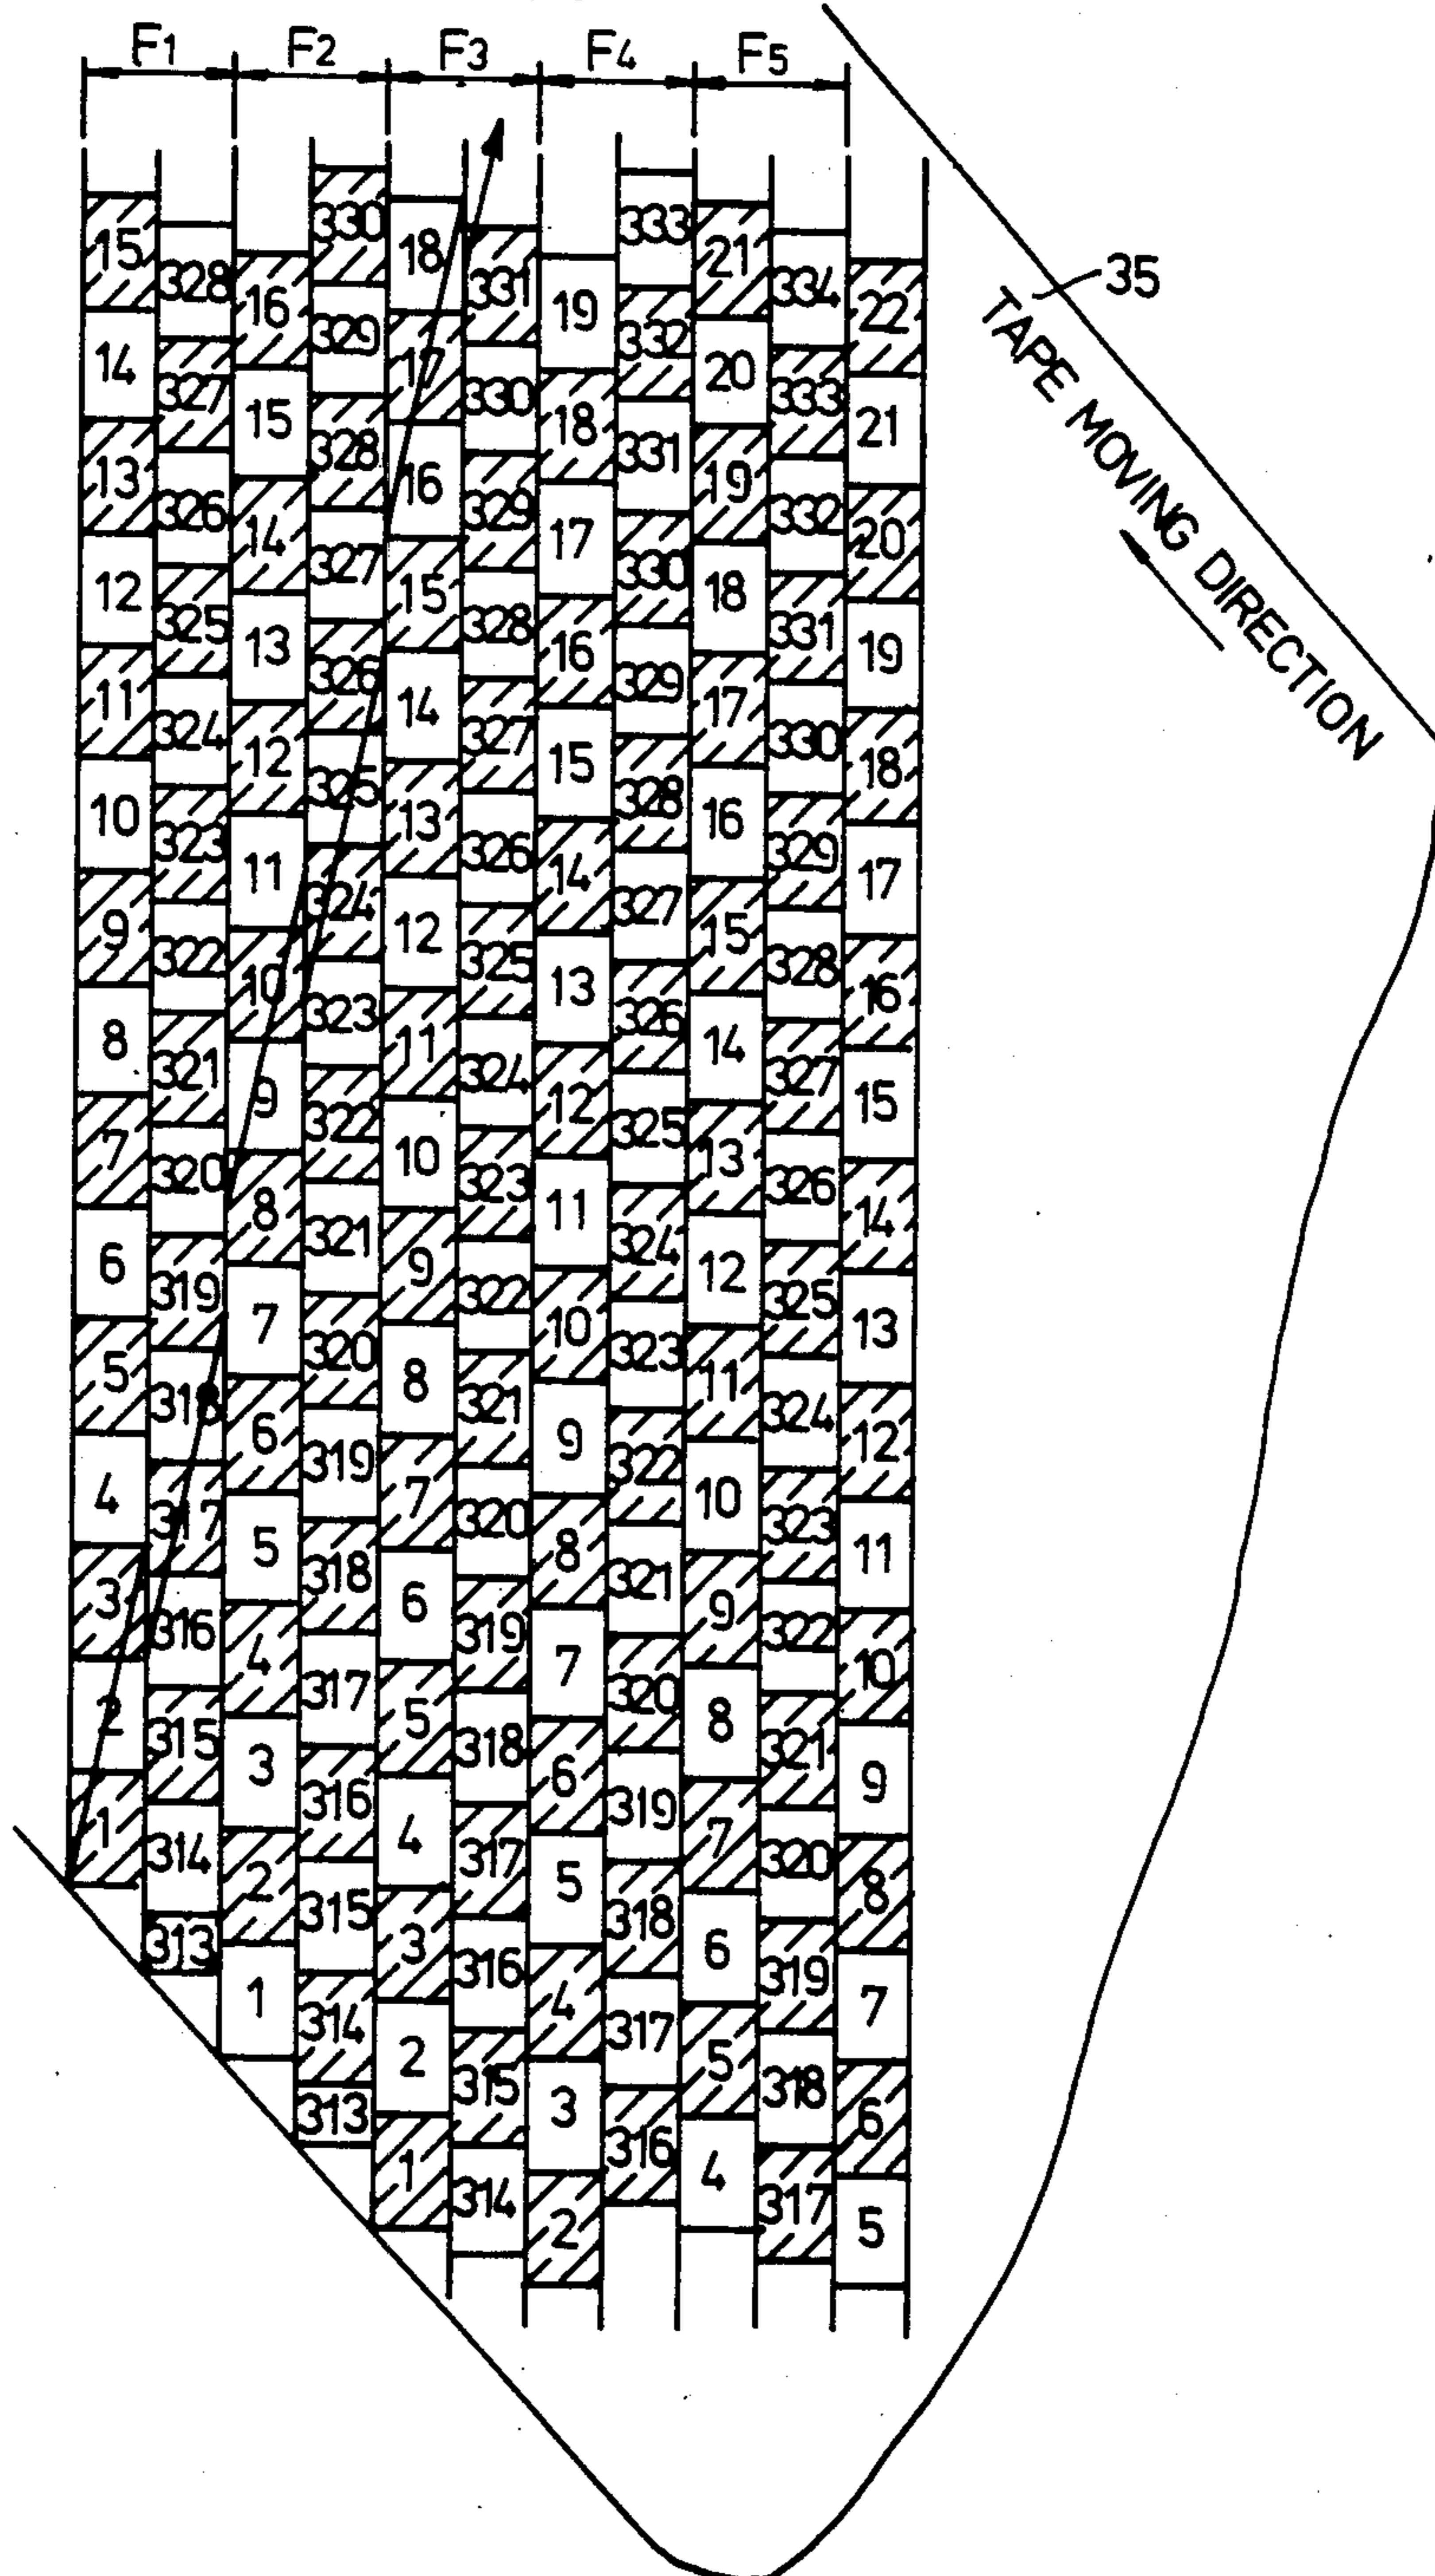 F1 F2 F3 F4 F5
15 14 13 12 11 10 9 8 7 6 5 4 3 2 1
328 327 326 325 324 323 322 321 320 319 318 317 316 315 314 313
16 15 14 13 12 11 10 9 8 7 6 5 4 3 2 1
330 329 328 327 326 325 324 323 322 321 320 319 318 317 316 315 314 313
18 17 16 15 14 13 12 11 10 9 8 7 6 5 4 3 2 1
331 330 329 328 327 326 325 324 323 322 321 320 319 318 317 316 315 314
19 18 17 16 15 14 13 12 11 10 9 8 7 6 5 4 3 2
333 332 331 330 329 328 327 326 325 324 323 322 321 320 319 318 317 316
21 20 19 18 17 16 15 14 13 12 11 10 9 8 7 6 5 4
334 333 332 331 330 329 328 327 326 325 324 323 322 321 320 319 318 317
22 21 20 19 18 17 16 15 14 13 12 11 10 9 8 7 6 5
35
TAPE MOVING DIRECTION